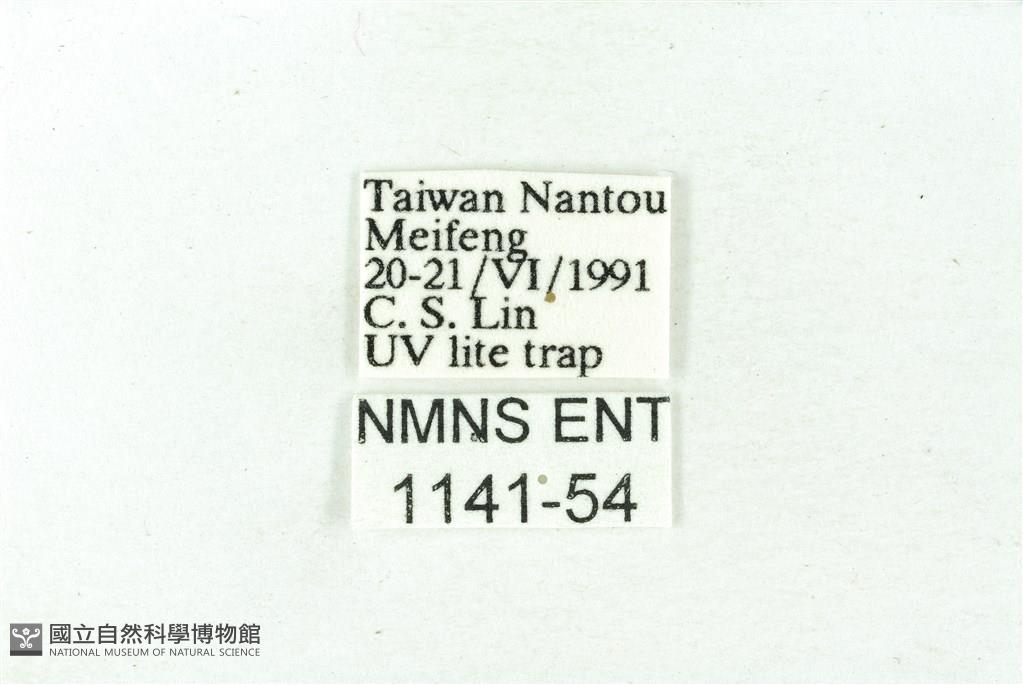 Taiwan Nantou
Meifeng
20-21/VI/1991
C. S. Lin
UV lite trap
NMNS ENT
1141-54
國立自然科學博物館
NATIONAL MUSEUM OF NATURAL SCIENCE